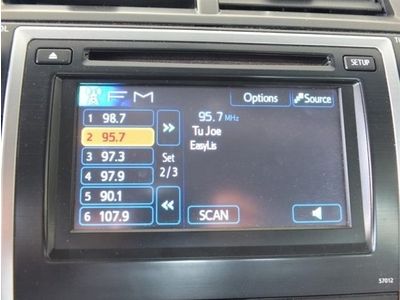 SETUP
FM
Options
Source
1 98.7
2 95.7
3 97.3
4 97.9
5 90.1
6 107.9
Set
2/3
95.7 MHz
Tu Joe
EasyLis
SCAN
57012